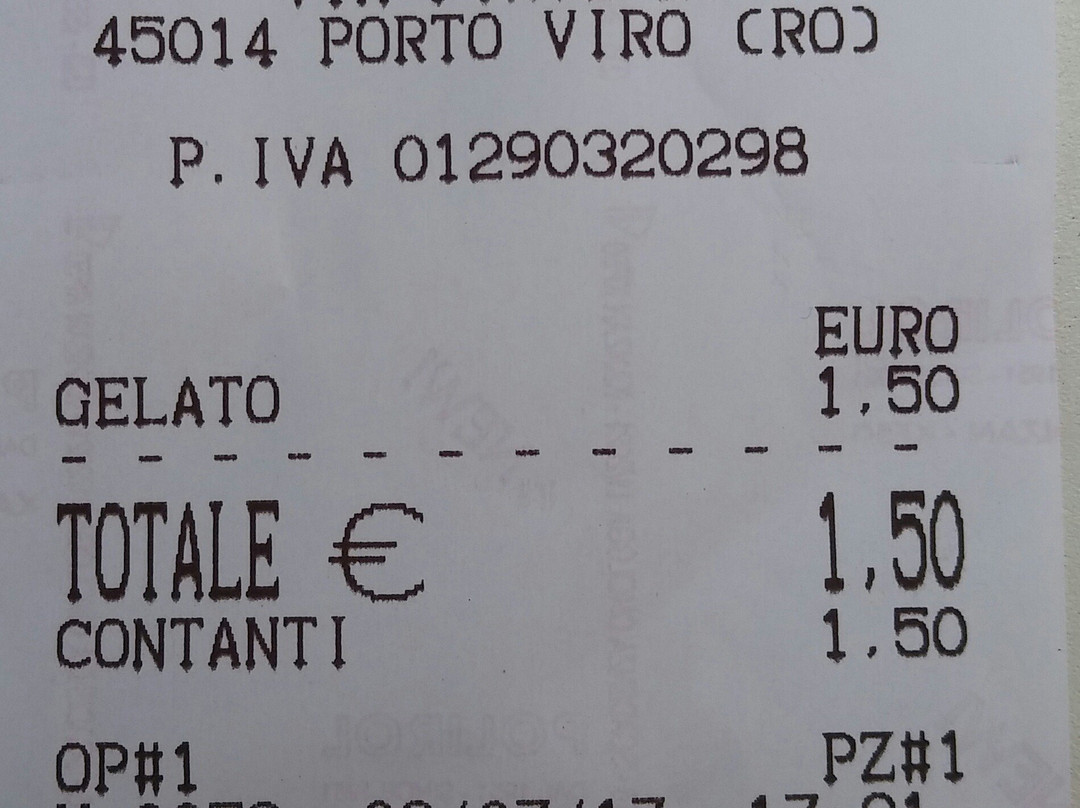 45014 PORTO VIRO (RO)
P. IVA 01290320298
EURO
GELATO 1,50
- - - - - - - - - - - -
TOTALE € 1,50
CONTANTI 1,50
OP#1 PZ#1